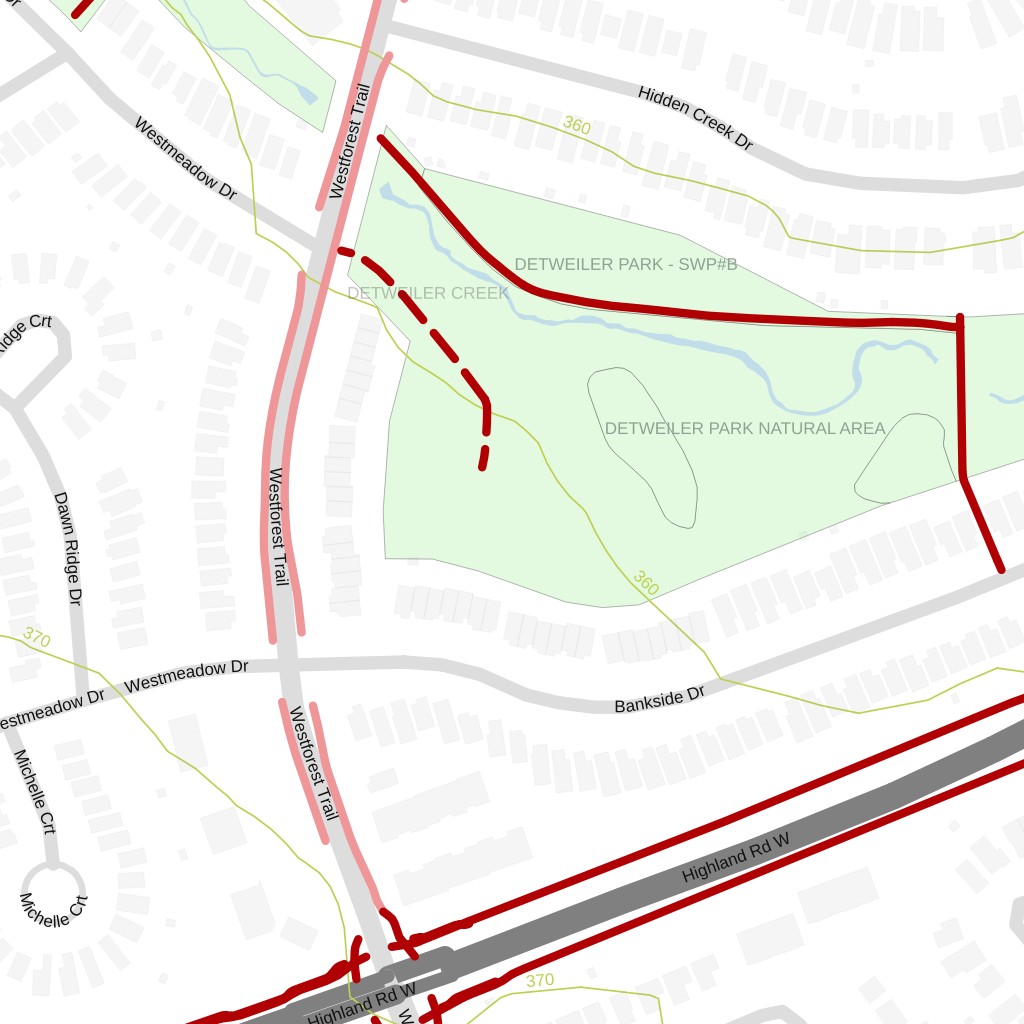 Dr
Westforest Trail
Hidden Creek Dr
360
Westmeadow Dr
DETWEILER PARK - SWP#B
DETWEILER CREEK
Ridge Crt
DETWEILER PARK NATURAL AREA
Westforest Trail
Dawn Ridge Dr
360
370
Westmeadow Dr
estmeadow Dr
Bankside Dr
Westforest Trail
Michelle Crt
Highland Rd W
Michelle Crt
370
Highland Rd W
W